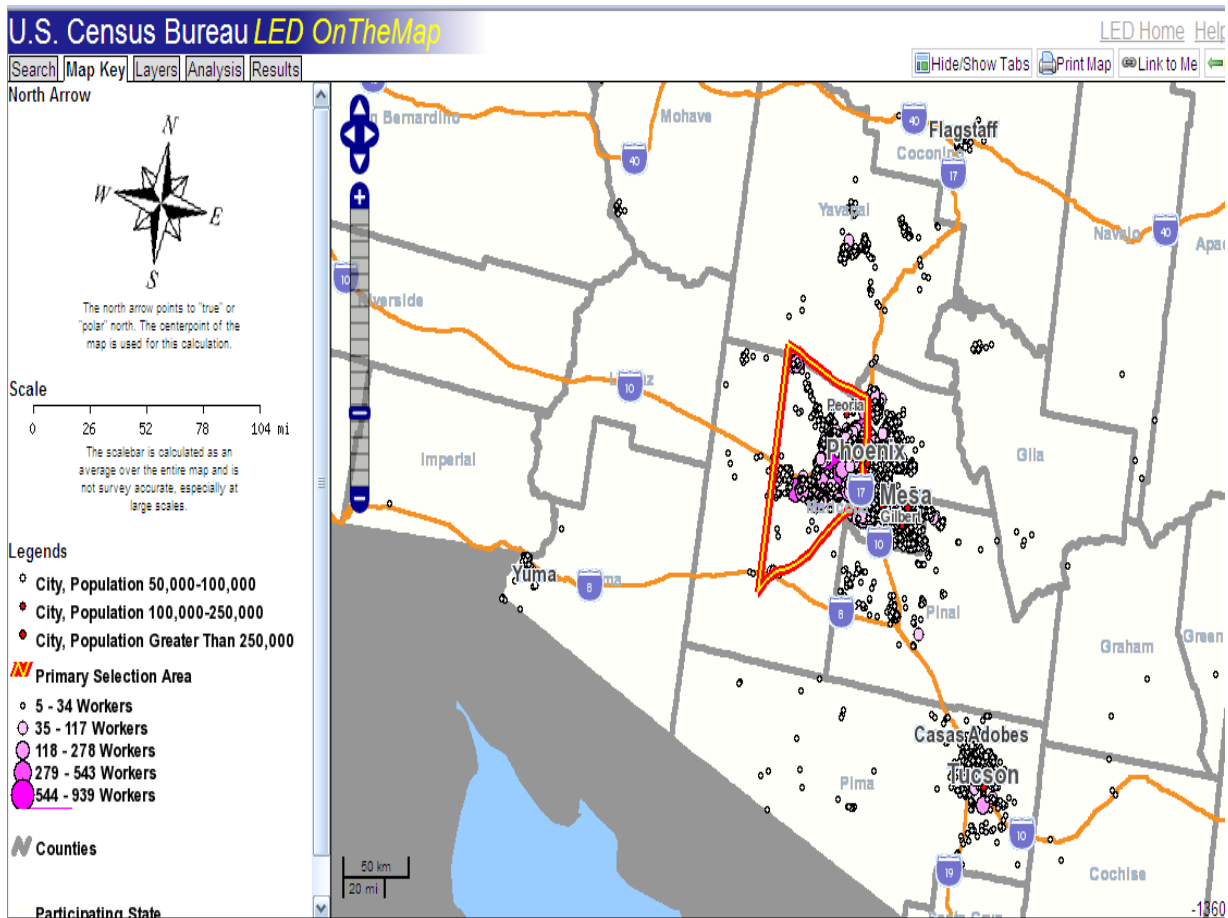 U.S. Census Bureau LED OnTheMap
LED Home Help
Search Map Key Layers Analysis Results
Hide/Show Tabs Print Map Link to Me
North Arrow
N
W E
S
The north arrow points to "true" or
"polar" north. The centerpoint of the
map is used for this calculation.
Scale
0 26 52 78 104 mi
The scalebar is calculated as an
average over the entire map and is
not survey accurate, especially at
large scales.
Legends
City, Population 50,000-100,000
City, Population 100,000-250,000
City, Population Greater Than 250,000
Primary Selection Area
5 - 34 Workers
35 - 117 Workers
118 - 278 Workers
279 - 543 Workers
544 - 939 Workers
Counties
Participating State
Bernardino
Mohave
40
Flagstaff
Coconino
40
17
Yavapai
Navajo
40
Apac
10
Riverside
10
Peoria
Phoenix
Gila
Imperial
17
Mesa
Gilbert
10
Yuma
8
8
Pinal
Graham
Green
Casas Adobes
Tucson
Pima
10
19
Cochise
50 km
20 mi
-1360